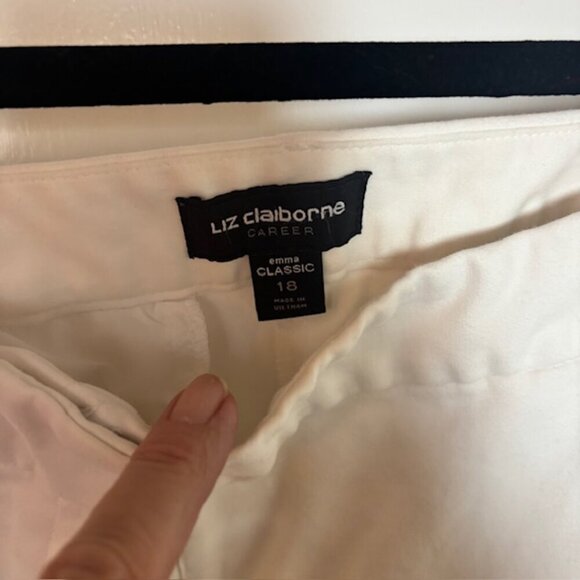 Liz claiborne
CAREER
emma
CLASSIC
18
MADE IN
VIETNAM